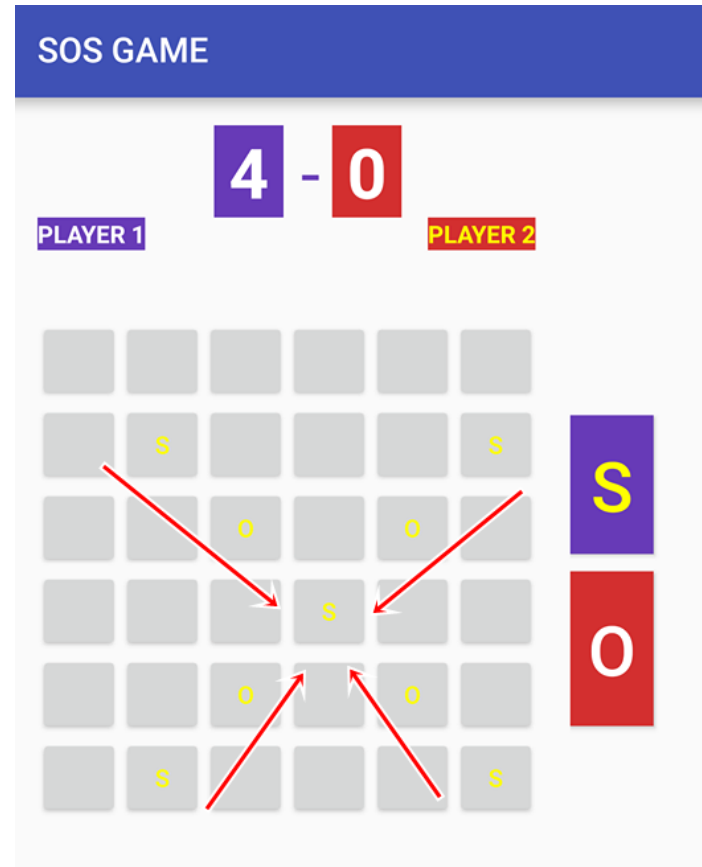 SOS GAME
4 - 0
PLAYER 1 PLAYER 2
S S
S
O O
S
O O
O
S S